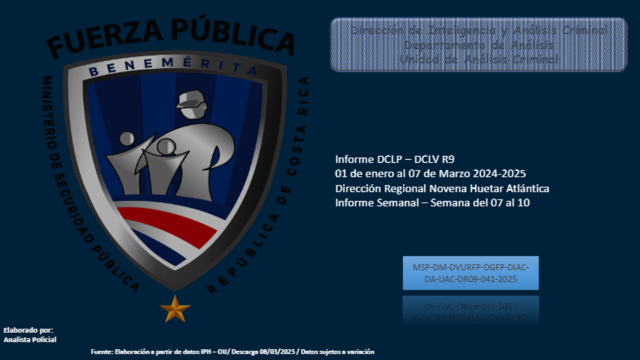 FUERZA PÚBLICA
BENEMÉRITA
MINISTERIO DE SEGURIDAD PÚBLICA
REPÚBLICA DE COSTA RICA
Dirección de Inteligencia y Análisis Criminal
Departamento de Análisis
Unidad de Análisis Criminal
Informe DCLP – DCLV R9
01 de enero al 07 de Marzo 2024-2025
Dirección Regional Novena Huetar Atlántica
Informe Semanal – Semana del 07 al 10
MSP-DM-DVURFP-DGFP-DIAC-
DA-UAC-DR09-041-2025
Elaborado por:
Analista Policial
Fuente: Elaboración a partir de datos IPH – OIJ/ Descarga 08/03/2025 / Datos sujetos a variación